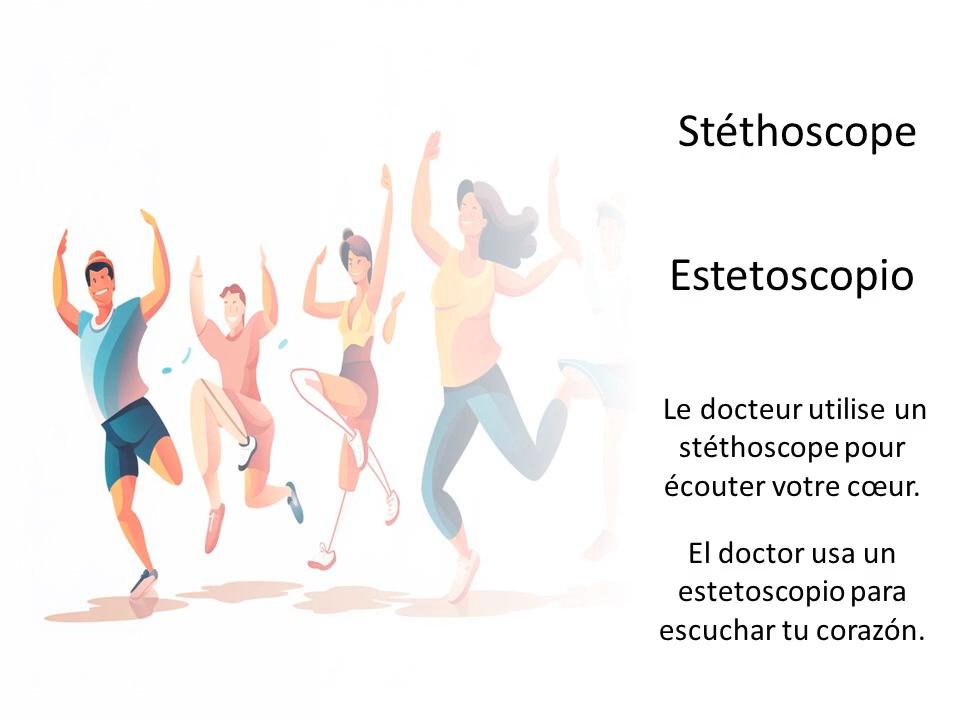 Stéthoscope
Estetoscopio
Le docteur utilise un
stéthoscope pour
écouter votre cœur.
El doctor usa un
estetoscopio para
escuchar tu corazón.